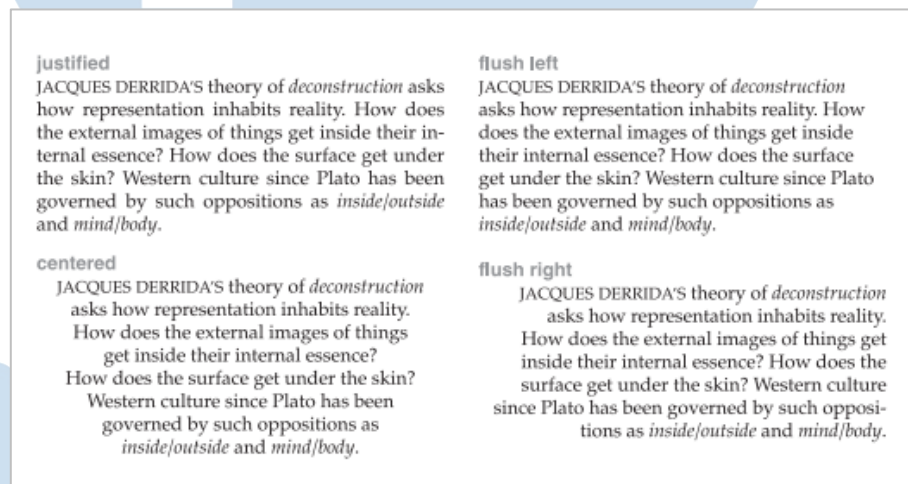 justified
JACQUES DERRIDA'S theory of deconstruction asks
how representation inhabits reality. How does
the external images of things get inside their in-
ternal essence? How does the surface get under
the skin? Western culture since Plato has been
governed by such oppositions as inside/outside
and mind/body.
centered
JACQUES DERRIDA'S theory of deconstruction
asks how representation inhabits reality.
How does the external images of things
get inside their internal essence?
How does the surface get under the skin?
Western culture since Plato has been
governed by such oppositions as
inside/outside and mind/body.
flush left
JACQUES DERRIDA'S theory of deconstruction
asks how representation inhabits reality. How
does the external images of things get inside
their internal essence? How does the surface
get under the skin? Western culture since Plato
has been governed by such oppositions as
inside/outside and mind/body.
flush right
JACQUES DERRIDA'S theory of deconstruction
asks how representation inhabits reality.
How does the external images of things get
inside their internal essence? How does the
surface get under the skin? Western culture
since Plato has been governed by such opposi-
tions as inside/outside and mind/body.